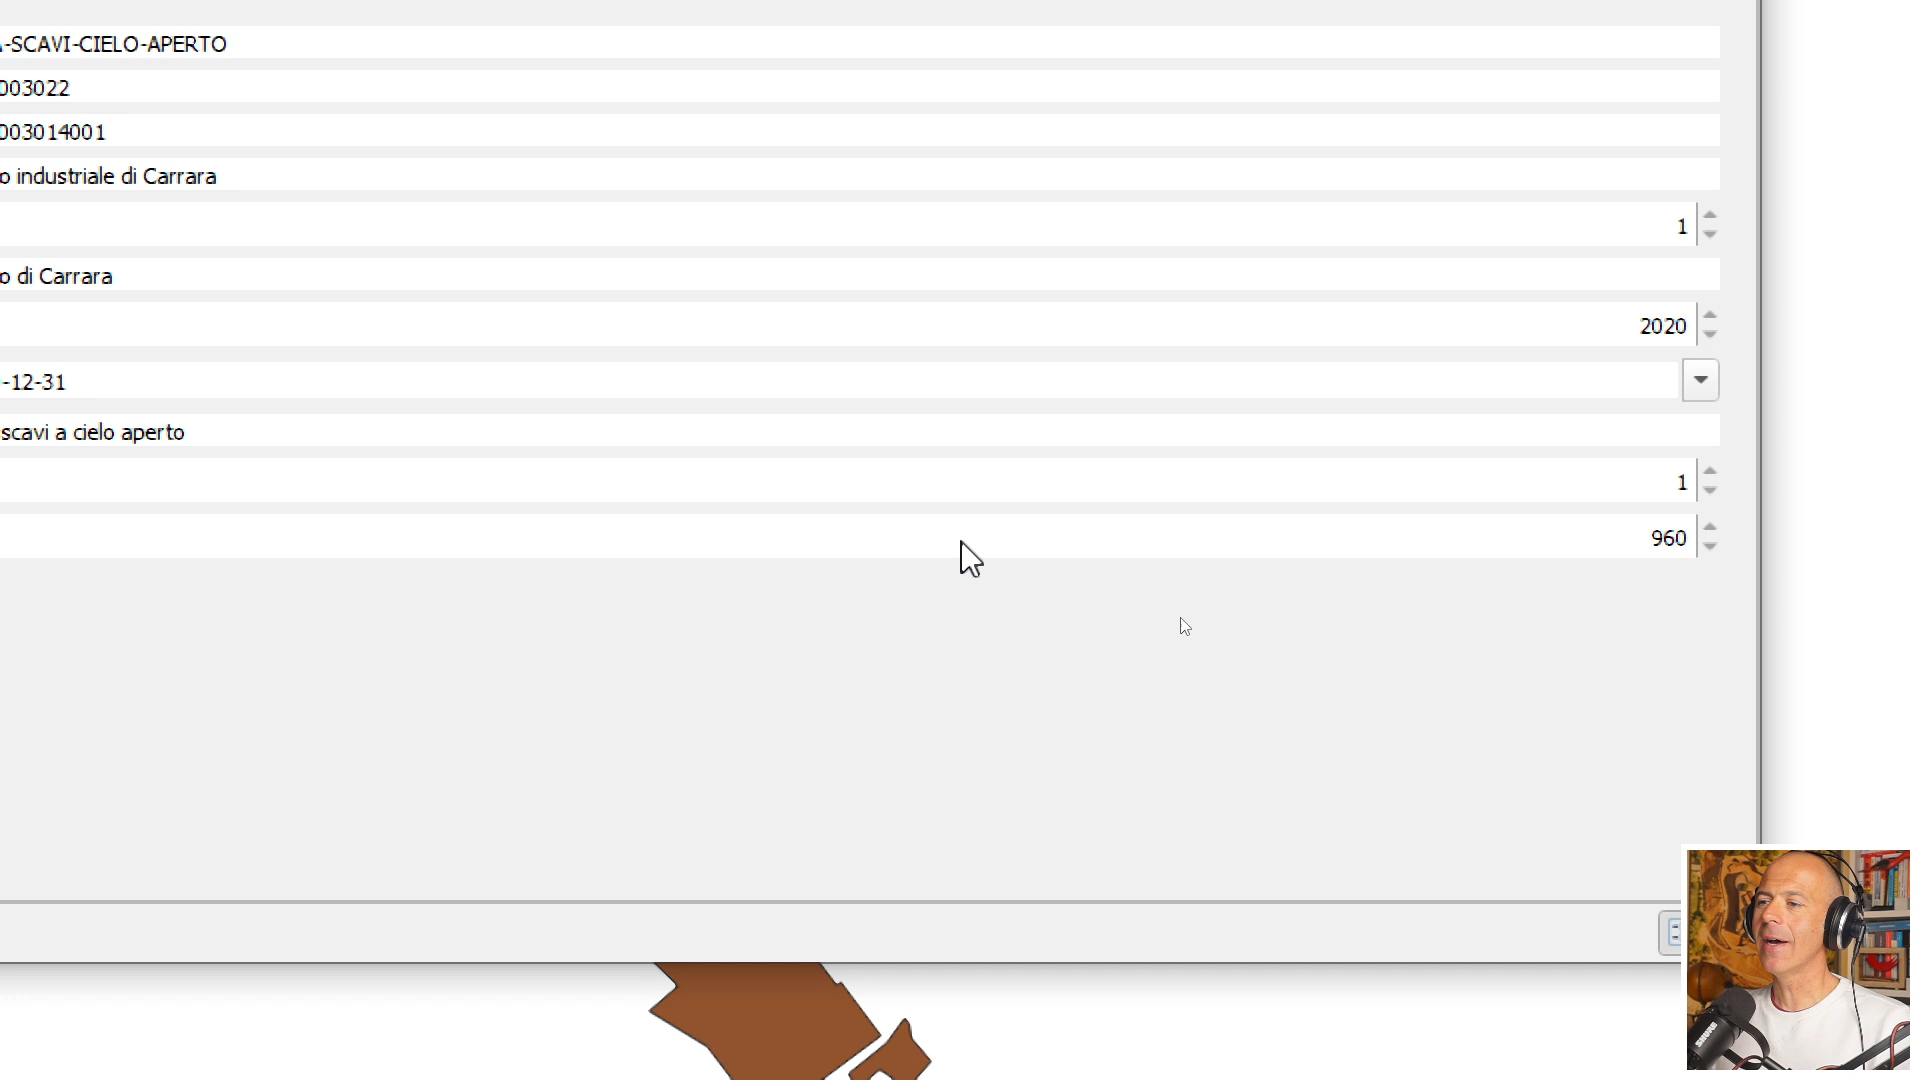 -SCAVI-CIELO-APERTO
003022
003014001
o industriale di Carrara
1
o di Carrara
2020
-12-31
scavi a cielo aperto
1
960
SHURE